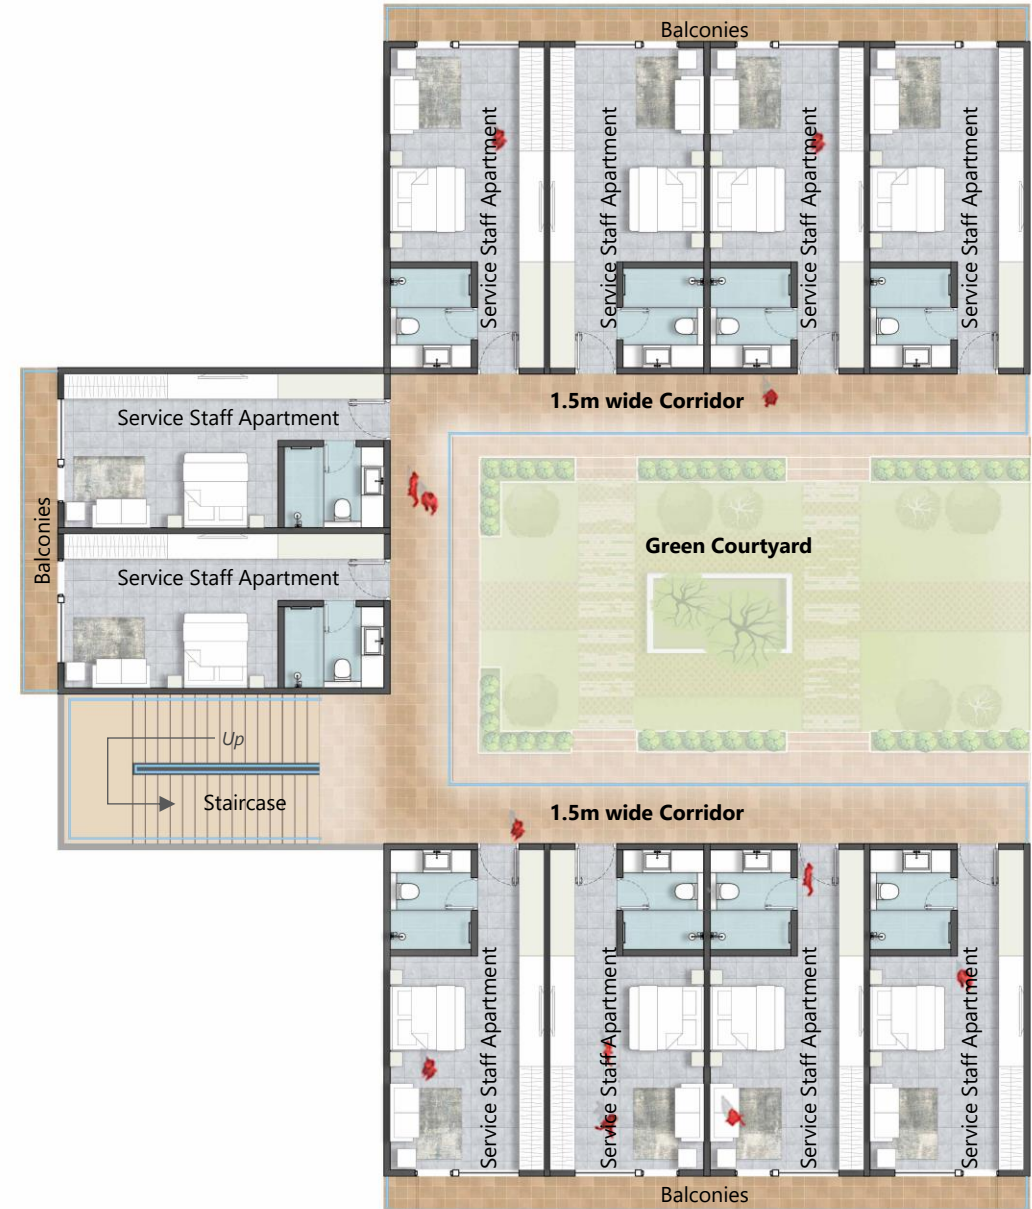 Balconies
Service Staff Apartment
Service Staff Apartment
Service Staff Apartment
Service Staff Apartment
1.5m wide Corridor
Service Staff Apartment
Balconies
Green Courtyard
Service Staff Apartment
Up
Staircase
1.5m wide Corridor
Service Staff Apartment
Service Staff Apartment
Service Staff Apartment
Service Staff Apartment
Balconies